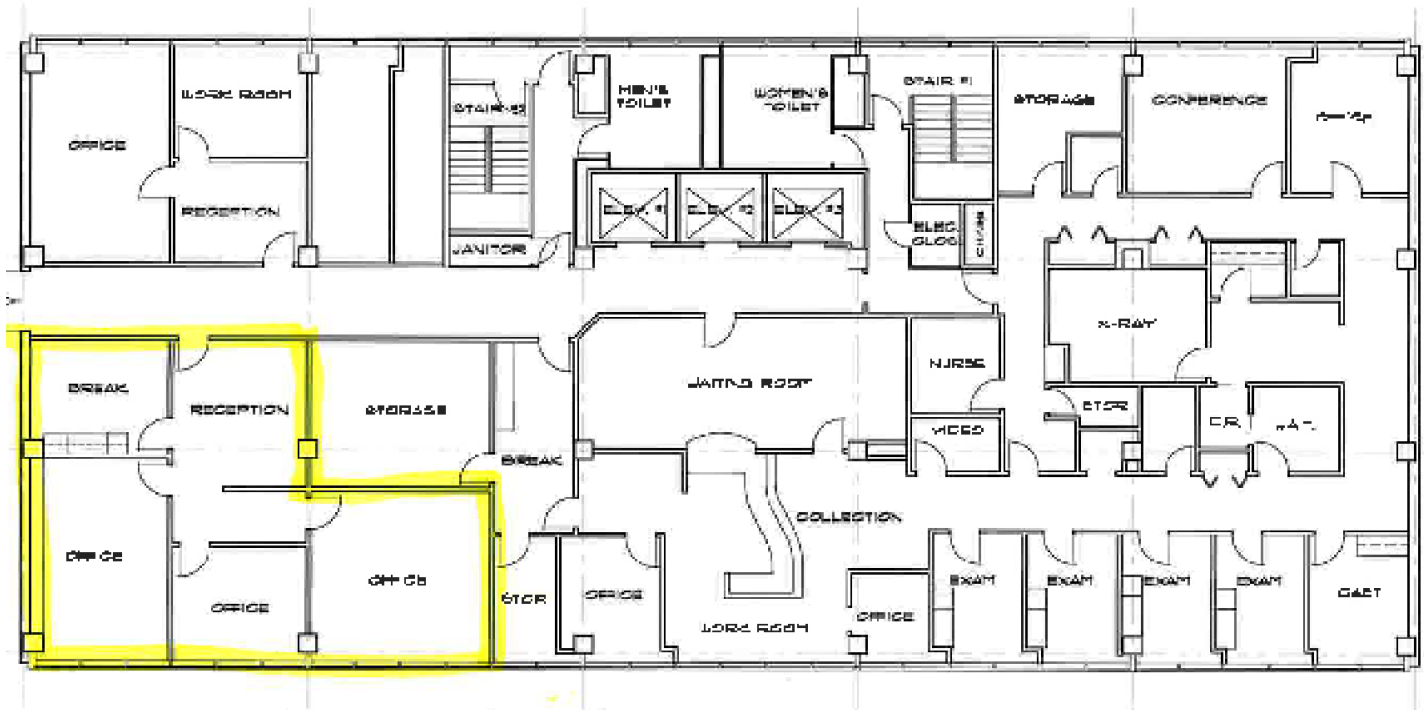 WORK ROOM
OFFICE
RECEPTION
STAIR #2
JANITOR
MEN'S
TOILET
WOMEN'S
TOILET
ELEV. #1
ELEV. #2
ELEV. #3
STAIR #1
ELEC.
CLOS.
CHASE
STORAGE
CONFERENCE
OFFICE
X-RAY
BREAK
RECEPTION
STORAGE
BREAK
WAITING ROOM
NURSE
VIDEO
STOR
D.R.
OFFICE
OFFICE
OFFICE
STOR
OFFICE
COLLECTION
WORK ROOM
OFFICE
EXAM
EXAM
EXAM
EXAM
CAST